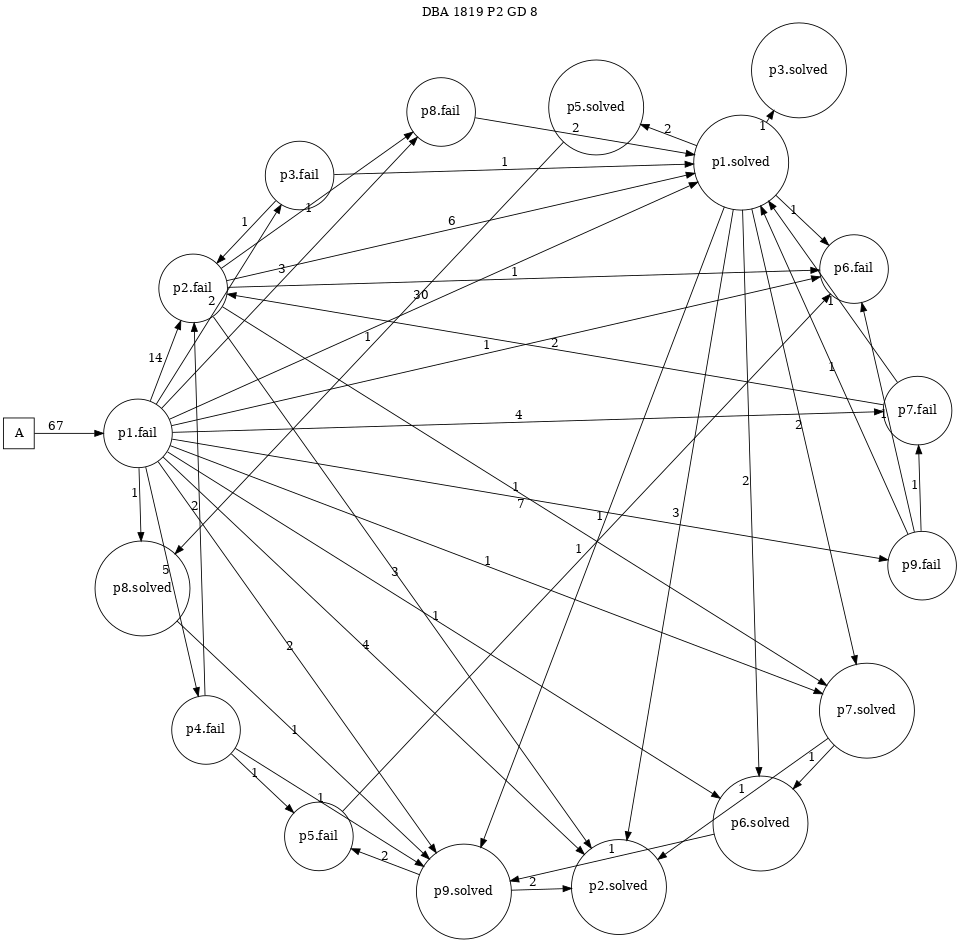 DBA 1819 P2 GD 8
p3.solved
p5.solved
p8.fail
2
2
1
p1.solved
p3.fail
1
1
1
1
6
p2.fail
3
1
p6.fail
2
30
1
1
1
2
14
1
4
p7.fail
A
67
p1.fail
1
2
2
1
1
1
2
7
3
1
5
1
1
p9.fail
3
p8.solved
1
2
4
p7.solved
p4.fail
1
1
1
1
1
p5.fail
p6.solved
2
1
2
p9.solved
p2.solved